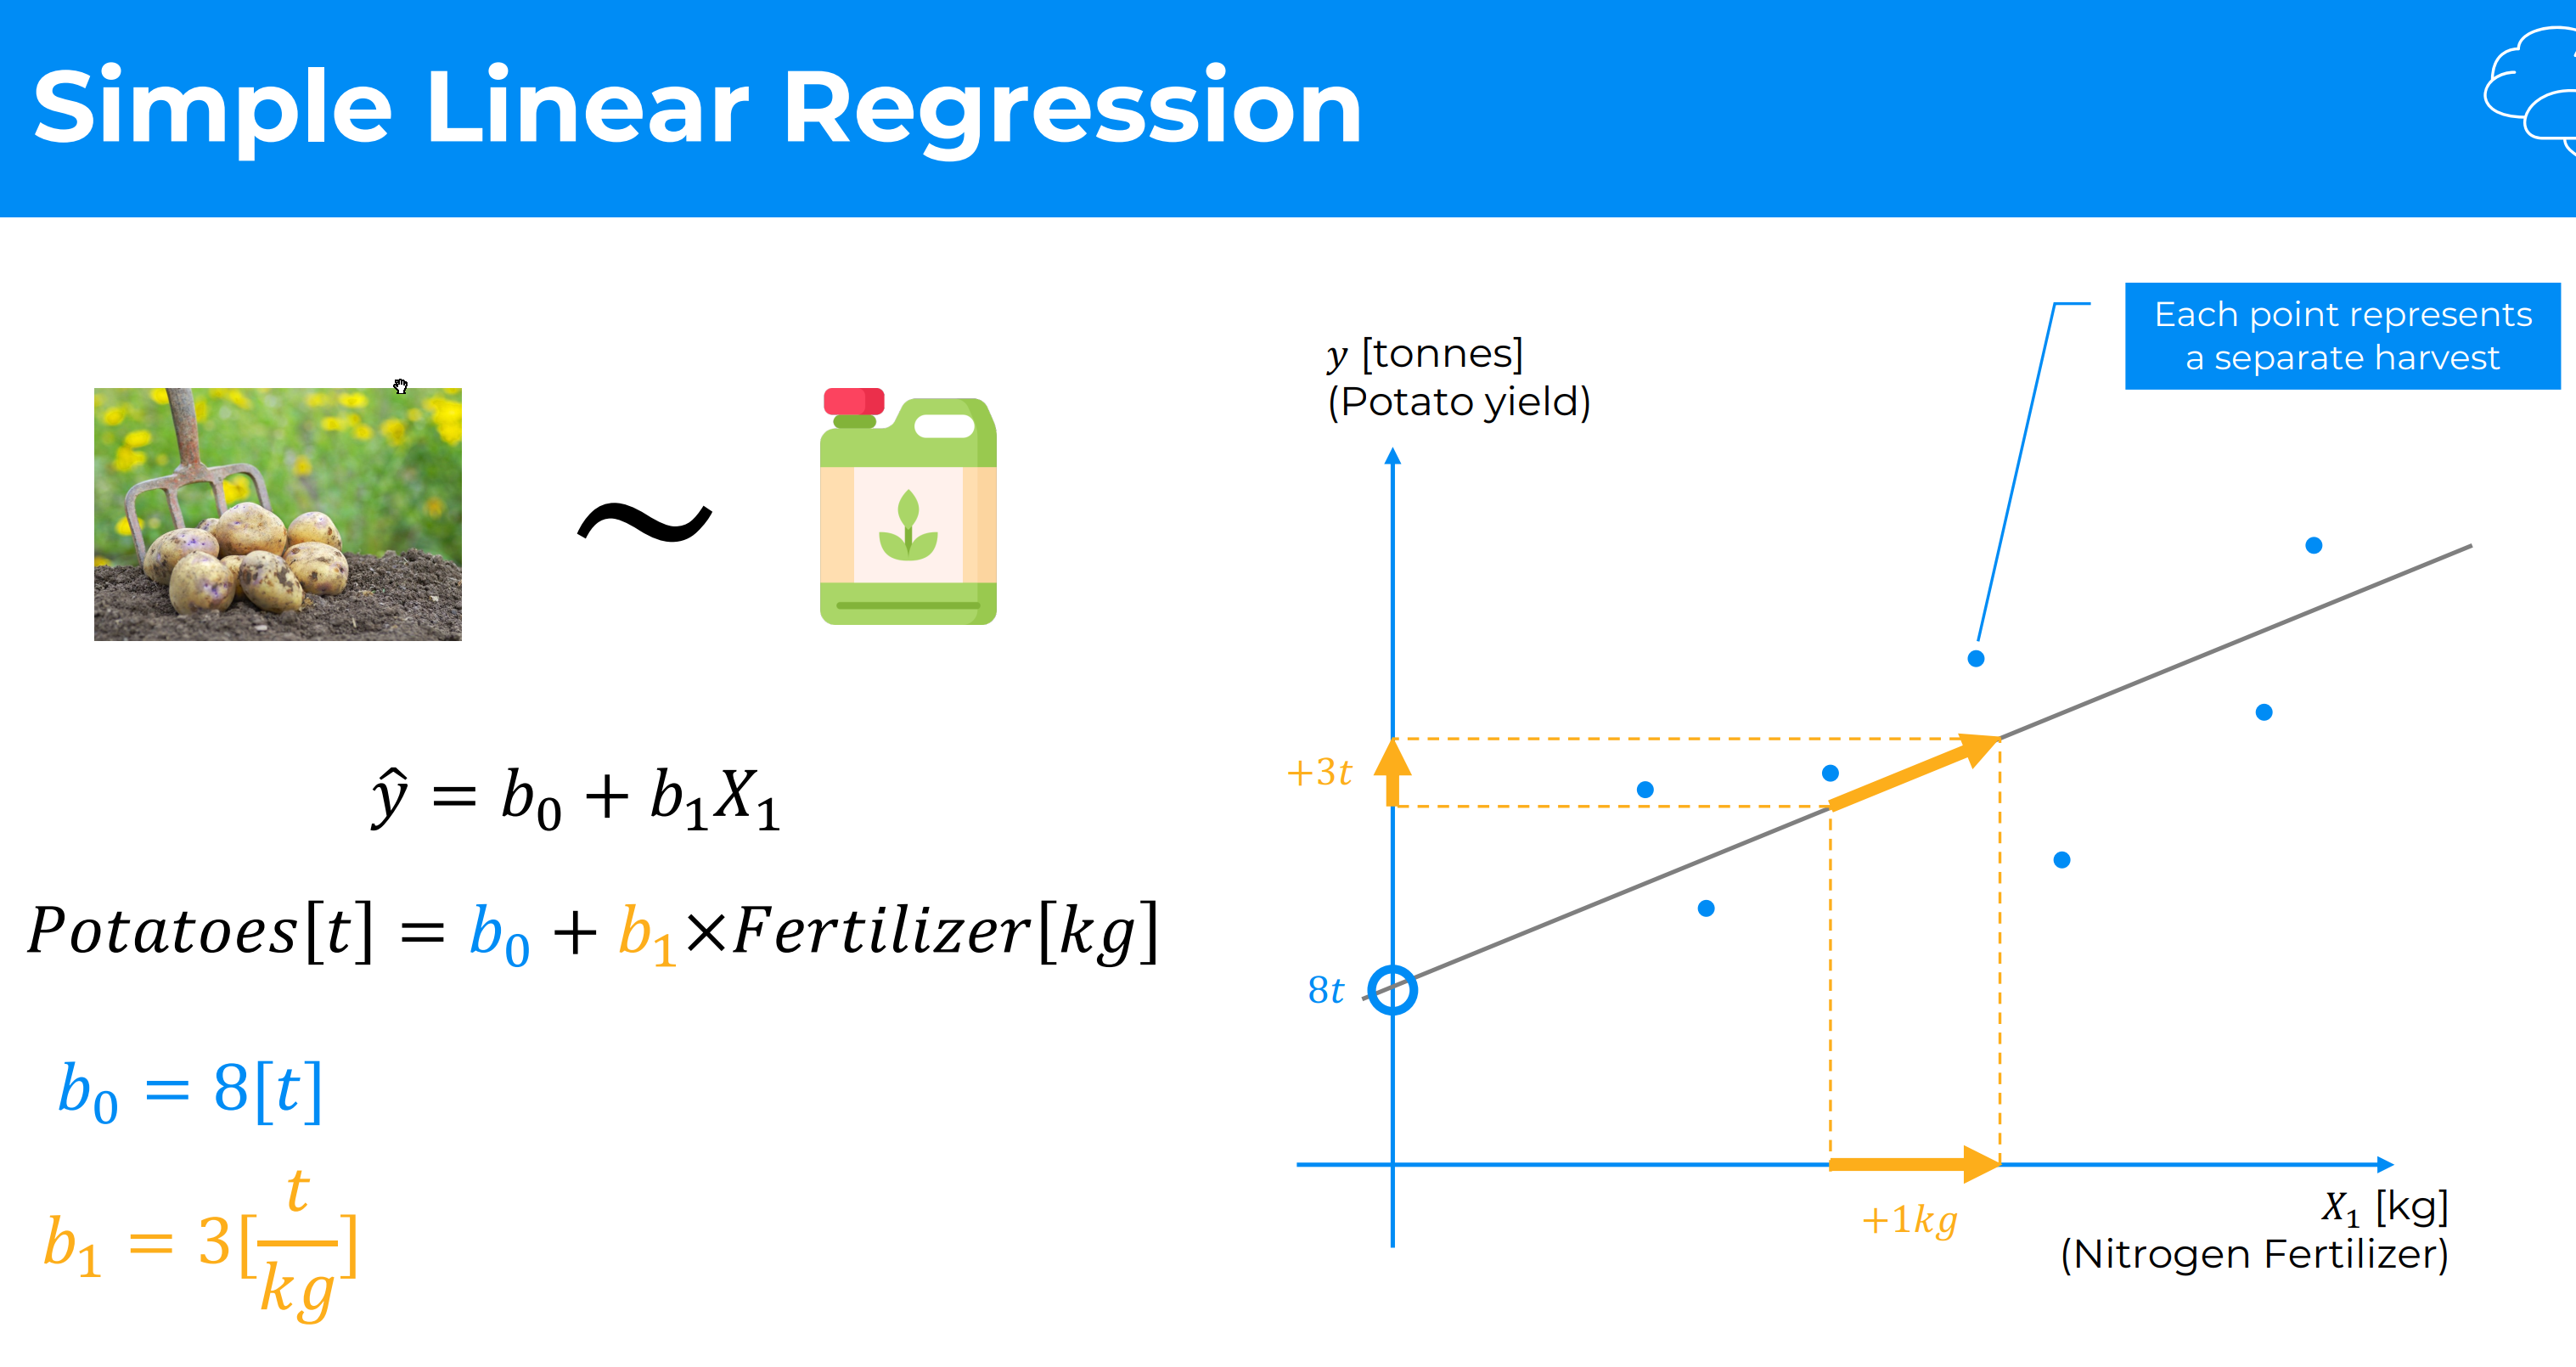 Simple Linear Regression
Each point represents
a separate harvest
y [tonnes]
(Potato yield)
~
ŷ = b₀ + b₁X₁
Potatoes[t] = b₀ + b₁×Fertilizer[kg]
b₀ = 8[t]
b₁ = 3[t/kg]
+3t
8t
+1kg
X₁ [kg]
(Nitrogen Fertilizer)